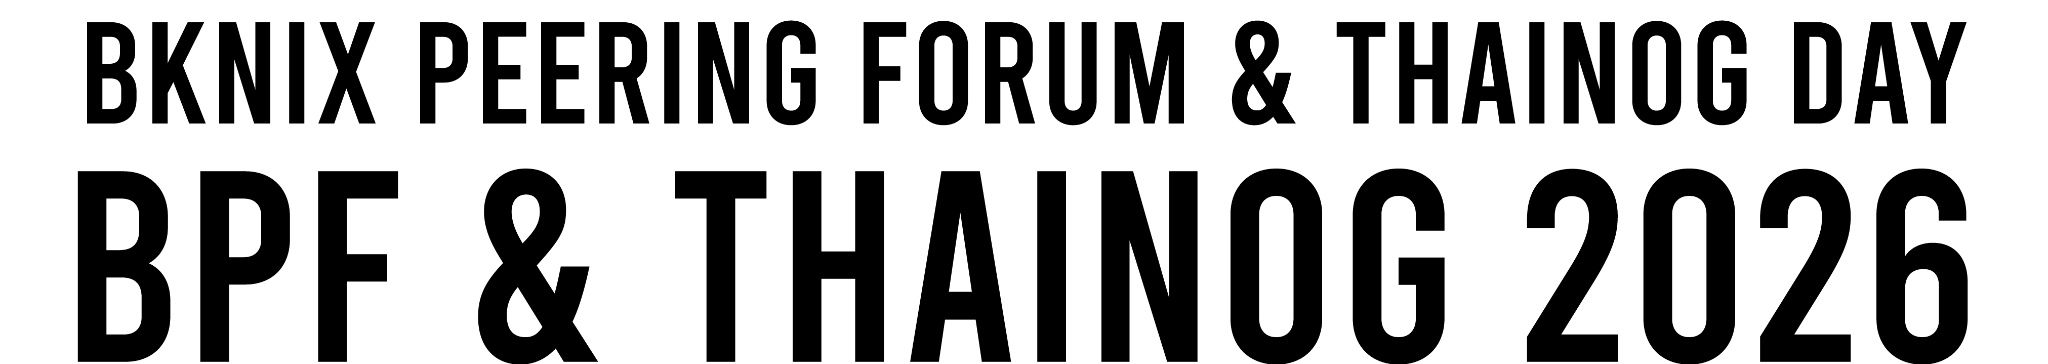 BKNIX PEERING FORUM & THAINOG DAY
BPF & THAINOG 2026